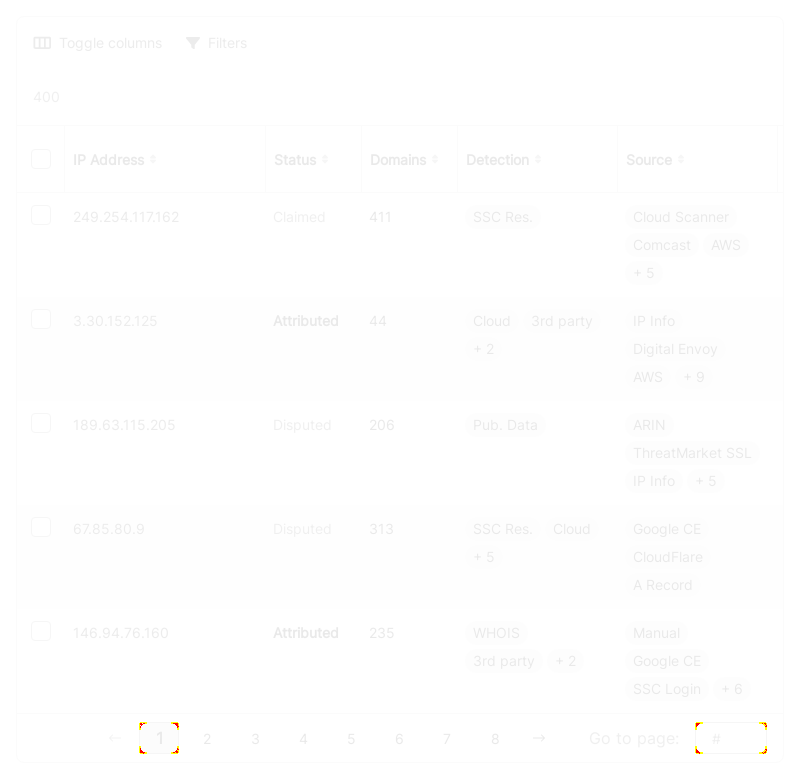 Toggle columns Filters
400
IP Address Status Domains Detection Source
249.254.117.162 Claimed 411 SSC Res. Cloud Scanner
Comcast AWS
+ 5
3.30.152.125 Attributed 44 Cloud 3rd party IP Info
+ 2 Digital Envoy
AWS + 9
189.63.115.205 Disputed 206 Pub. Data ARIN
ThreatMarket SSL
IP Info + 5
67.85.80.9 Disputed 313 SSC Res. Cloud Google CE
+ 5 CloudFlare
A Record
146.94.76.160 Attributed 235 WHOIS Manual
3rd party + 2 Google CE
SSC Login + 6
← 1 2 3 4 5 6 7 8 → Go to page: #